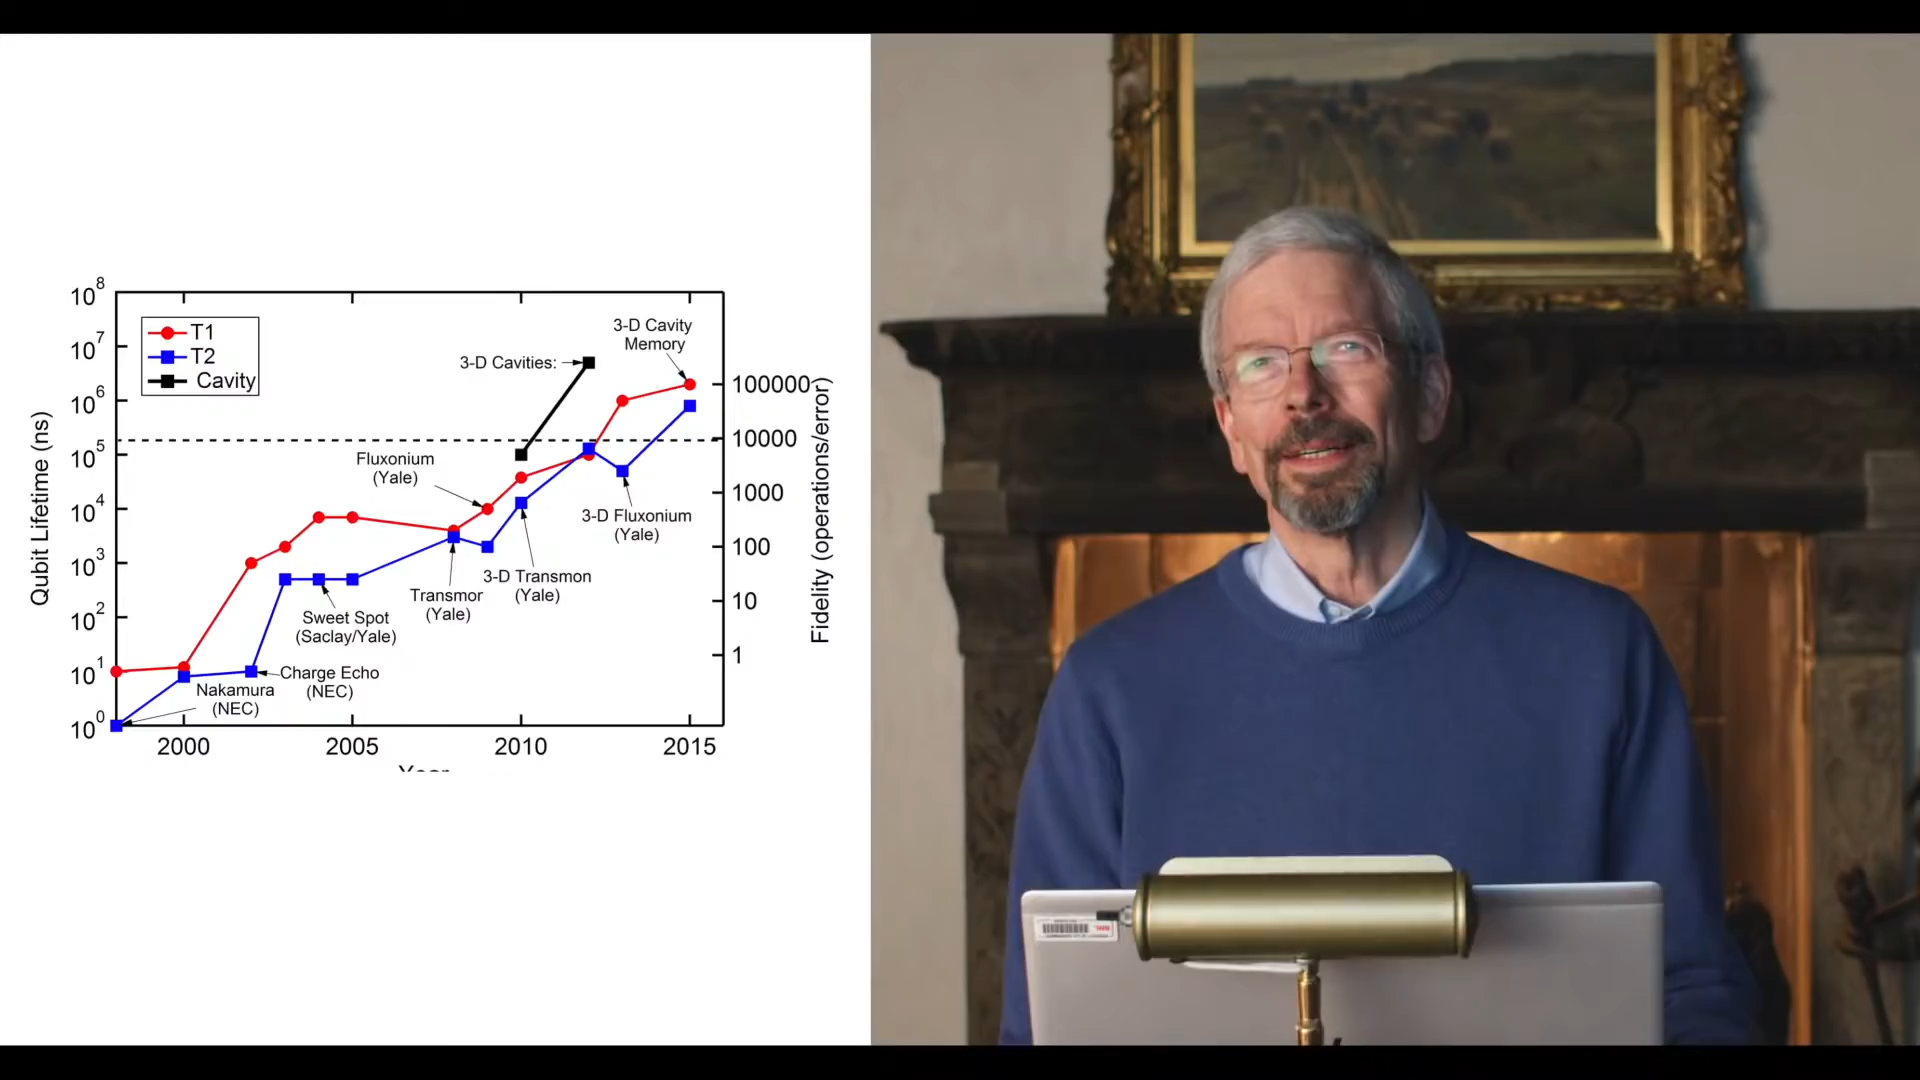 10^8
10^7
10^6
10^5
10^4
10^3
10^2
10^1
10^0
Qubit Lifetime (ns)
T1
T2
Cavity
3-D Cavity
Memory
3-D Cavities:
Fluxonium
(Yale)
3-D Fluxonium
(Yale)
3-D Transmon
(Yale)
Transmor
(Yale)
Sweet Spot
(Saclay/Yale)
Charge Echo
(NEC)
Nakamura
(NEC)
100000
10000
1000
100
10
1
Fidelity (operations/error)
2000 2005 2010 2015